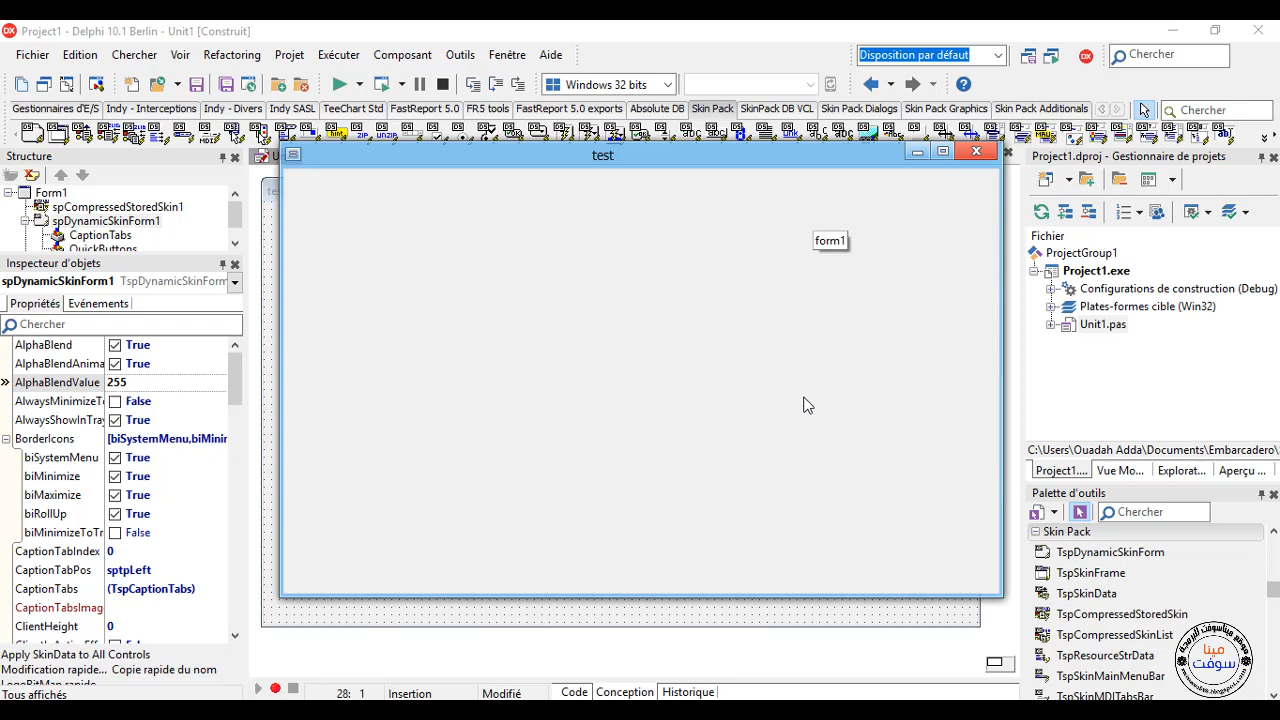 Project1 - Delphi 10.1 Berlin - Unit1 [Construit]
Fichier Edition Chercher Voir Refactoring Projet Exécuter Composant Outils Fenêtre Aide
Disposition par défaut
Chercher
Windows 32 bits
Gestionnaires d'E/S Indy - Interceptions Indy - Divers Indy SASL TeeChart Std FastReport 5.0 FR5 tools FastReport 5.0 exports Absolute DB Skin Pack SkinPack DB VCL Skin Pack Dialogs Skin Pack Graphics Skin Pack Additionals
Chercher
Structure
Form1
spCompressedStoredSkin1
spDynamicSkinForm1
CaptionTabs
QuickButtons
Inspecteur d'objets
spDynamicSkinForm1 TspDynamicSkinForm
Propriétés Evénements
Chercher
AlphaBlend True
AlphaBlendAnima True
AlphaBlendValue 255
AlwaysMinimizeTo False
AlwaysShowInTray True
BorderIcons [biSystemMenu,biMinin
biSystemMenu True
biMinimize True
biMaximize True
biRollUp True
biMinimizeToTr False
CaptionTabIndex 0
CaptionTabPos sptpLeft
CaptionTabs (TspCaptionTabs)
CaptionTabsImag
ClientHeight 0
Apply SkinData to All Controls
Modification rapide... Copie rapide du nom
Tous affichés
test
form1
28: 1 Insertion Modifié Code Conception Historique
Project1.dproj - Gestionnaire de projets
Fichier
ProjectGroup1
Project1.exe
Configurations de construction (Debug)
Plates-formes cible (Win32)
Unit1.pas
C:\Users\Ouadah Adda\Documents\Embarcadero\S
Project1.... Vue Mo... Explorat... Aperçu ...
Palette d'outils
Chercher
Skin Pack
TspDynamicSkinForm
TspSkinFrame
TspSkinData
TspCompressedStoredSkin
TspCompressedSkinList
TspResourceStrData
TspSkinMainMenuBar
TspSkinMDITabsBar
مينا
سوفت